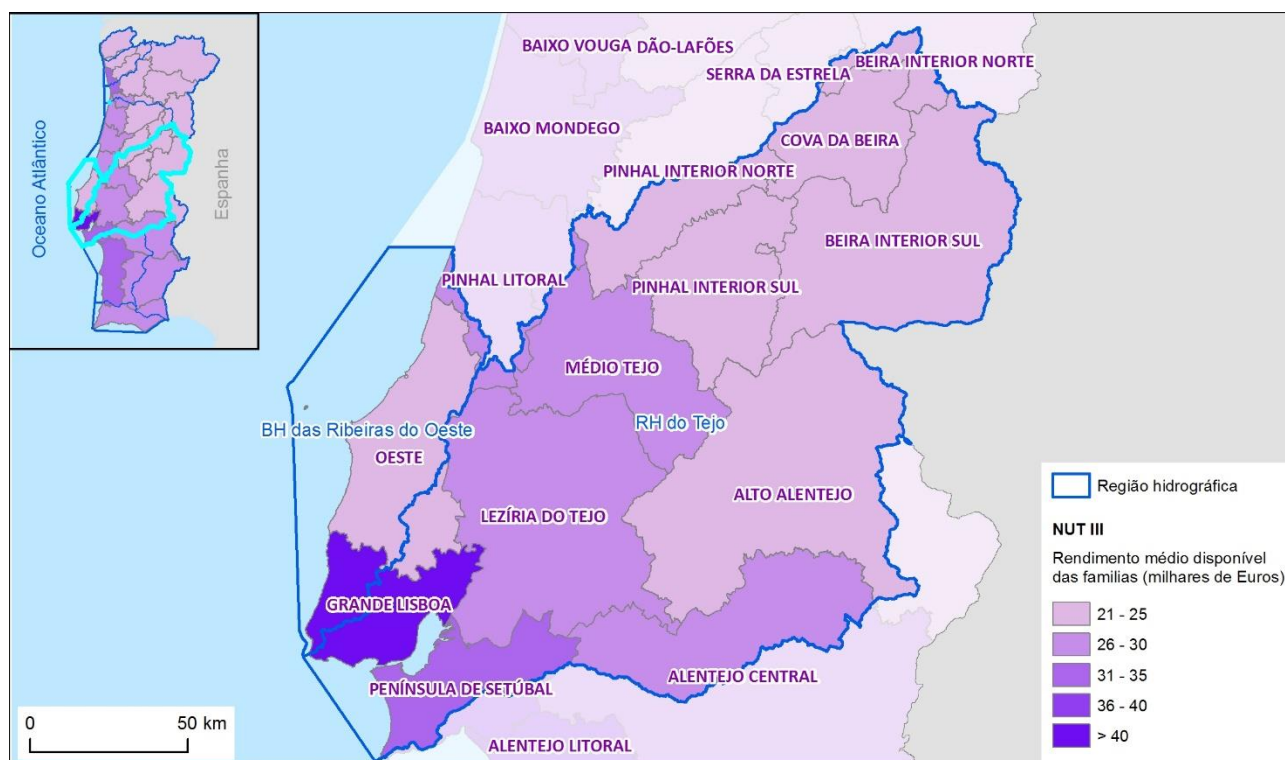 Oceano Atlântico
Espanha
BAIXO VOUGA
DÃO-LAFÕES
SERRA DA ESTRELA
BEIRA INTERIOR NORTE
BAIXO MONDEGO
COVA DA BEIRA
PINHAL INTERIOR NORTE
BEIRA INTERIOR SUL
PINHAL LITORAL
PINHAL INTERIOR SUL
MÉDIO TEJO
BH das Ribeiras do Oeste
RH do Tejo
OESTE
ALTO ALENTEJO
LEZÍRIA DO TEJO
GRANDE LISBOA
PENÍNSULA DE SETÚBAL
ALENTEJO CENTRAL
ALENTEJO LITORAL
0 50 km
Região hidrográfica
NUT III
Rendimento médio disponível
das familias (milhares de Euros)
21 - 25
26 - 30
31 - 35
36 - 40
> 40